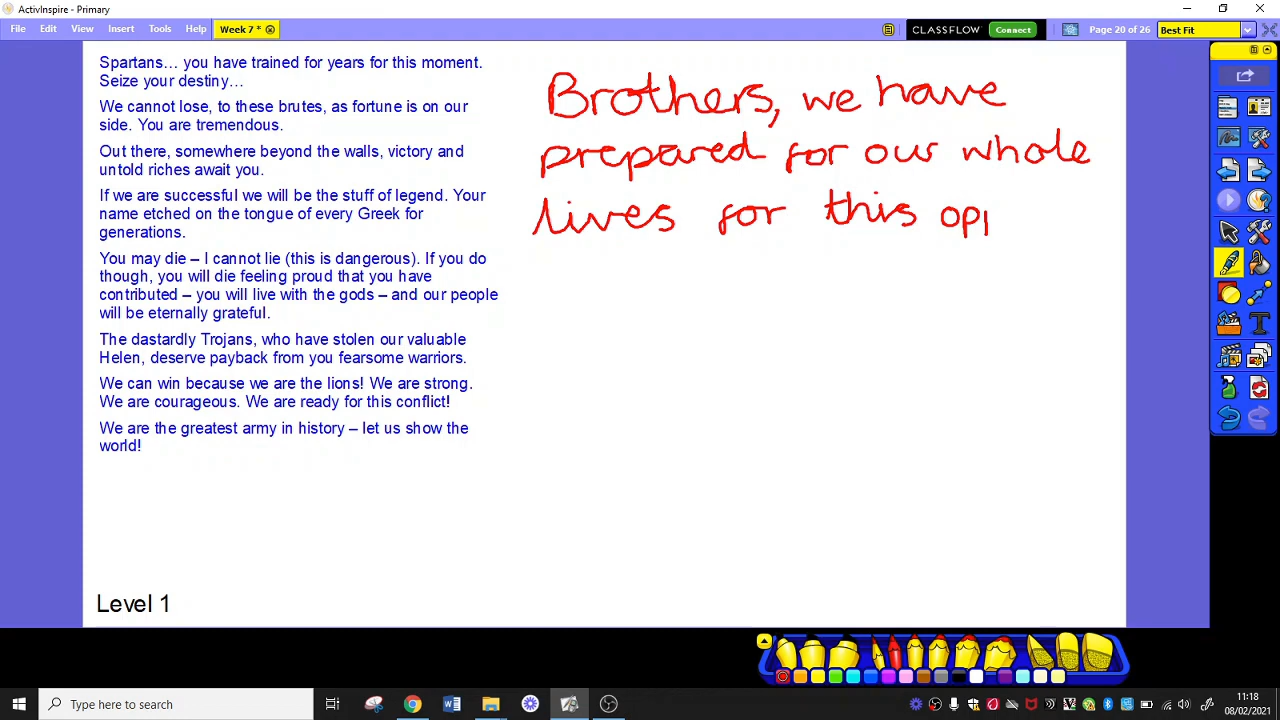 ActivInspire - Primary
File Edit View Insert Tools Help Week 7 * CLASSFLOW Connect Page 20 of 26 Best Fit
Spartans… you have trained for years for this moment.
Seize your destiny…
We cannot lose, to these brutes, as fortune is on our
side. You are tremendous.
Out there, somewhere beyond the walls, victory and
untold riches await you.
If we are successful we will be the stuff of legend. Your
name etched on the tongue of every Greek for
generations.
You may die – I cannot lie (this is dangerous). If you do
though, you will die feeling proud that you have
contributed – you will live with the gods – and our people
will be eternally grateful.
The dastardly Trojans, who have stolen our valuable
Helen, deserve payback from you fearsome warriors.
We can win because we are the lions! We are strong.
We are courageous. We are ready for this conflict!
We are the greatest army in history – let us show the
world!
Level 1
Brothers, we have
prepared for our whole
lives for this
Type here to search
11:18
08/02/2021